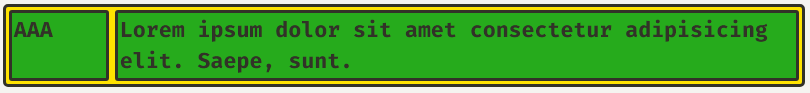 AAA
Lorem ipsum dolor sit amet consectetur adipisicing
elit. Saepe, sunt.